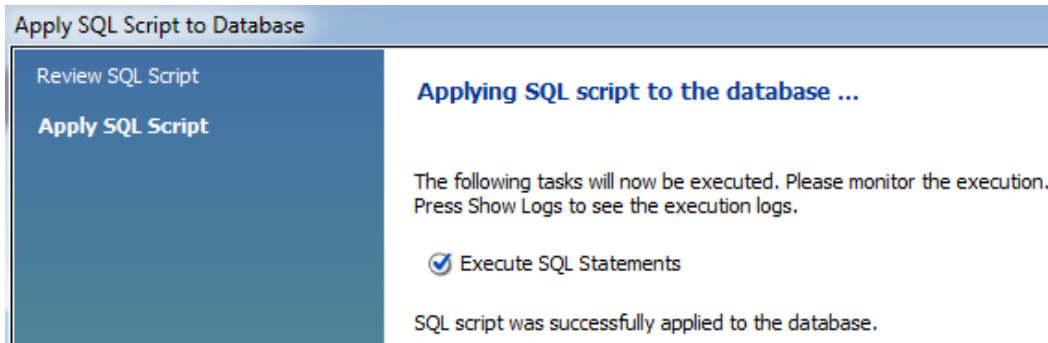 Apply SQL Script to Database
Review SQL Script
Apply SQL Script
Applying SQL script to the database ...
The following tasks will now be executed. Please monitor the execution.
Press Show Logs to see the execution logs.
Execute SQL Statements
SQL script was successfully applied to the database.